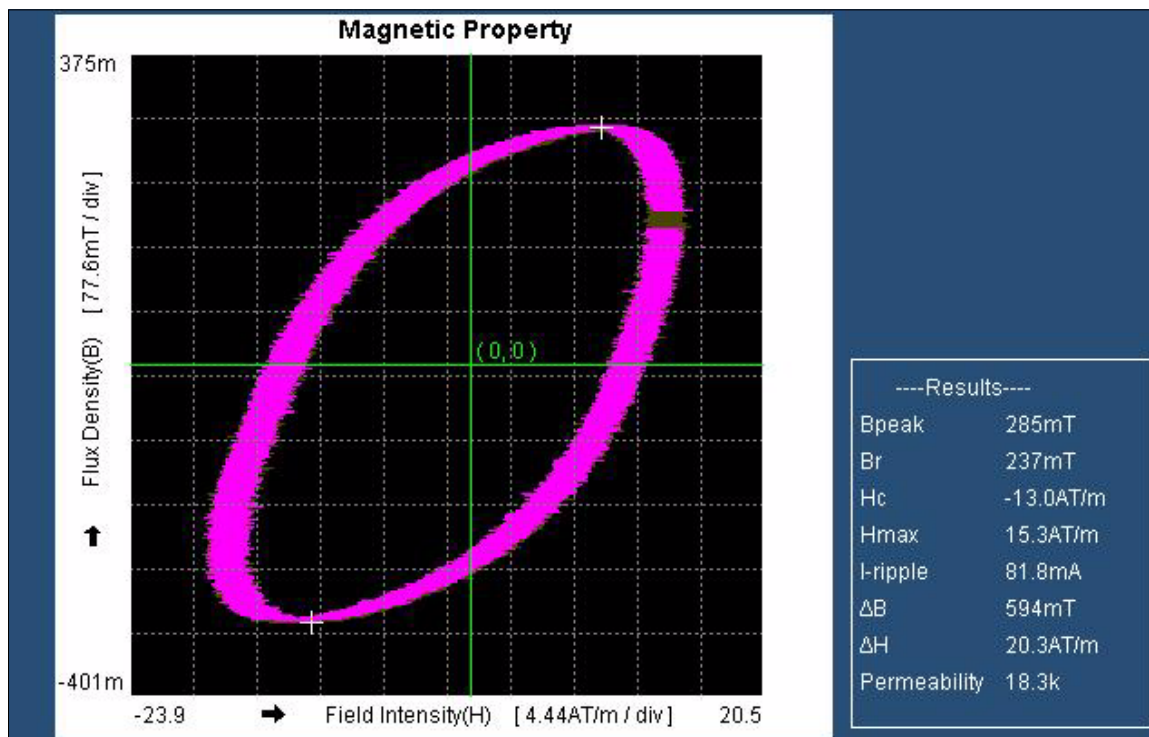 Magnetic Property
375m
Flux Density(B) [ 77.6mT / div]
( 0, 0 )
-401m
-23.9
Field Intensity(H) [ 4.44AT/m / div]
20.5
----Results----
Bpeak 285mT
Br 237mT
Hc -13.0AT/m
Hmax 15.3AT/m
I-ripple 81.8mA
ΔB 594mT
ΔH 20.3AT/m
Permeability 18.3k